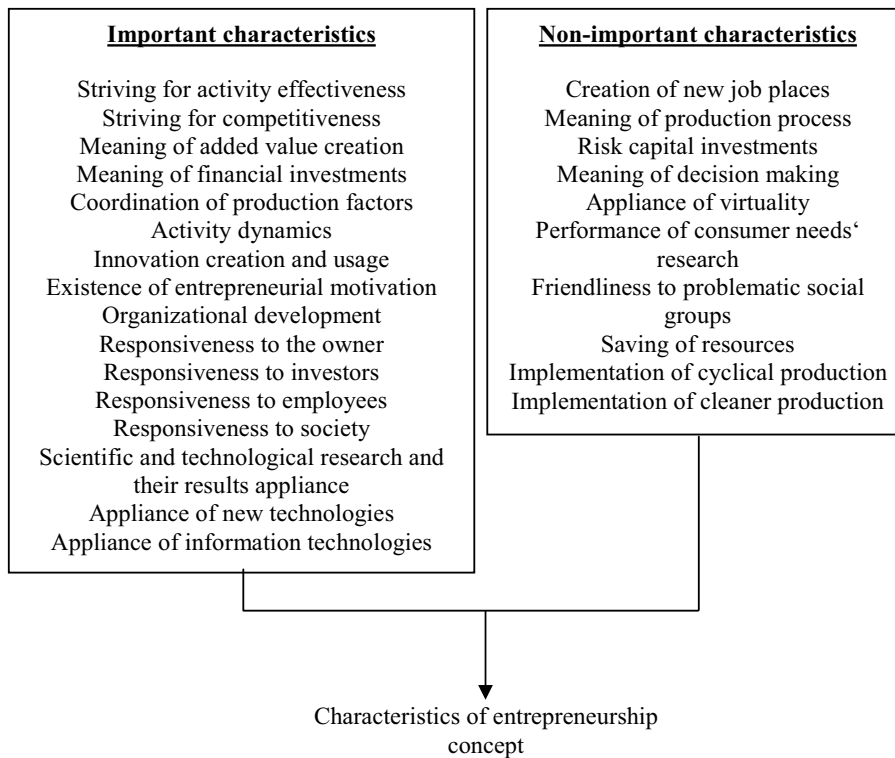 Important characteristics
Striving for activity effectiveness
Striving for competitiveness
Meaning of added value creation
Meaning of financial investments
Coordination of production factors
Activity dynamics
Innovation creation and usage
Existence of entrepreneurial motivation
Organizational development
Responsiveness to the owner
Responsiveness to investors
Responsiveness to employees
Responsiveness to society
Scientific and technological research and
their results appliance
Appliance of new technologies
Appliance of information technologies
Non-important characteristics
Creation of new job places
Meaning of production process
Risk capital investments
Meaning of decision making
Appliance of virtuality
Performance of consumer needs‘
research
Friendliness to problematic social
groups
Saving of resources
Implementation of cyclical production
Implementation of cleaner production
Characteristics of entrepreneurship
concept